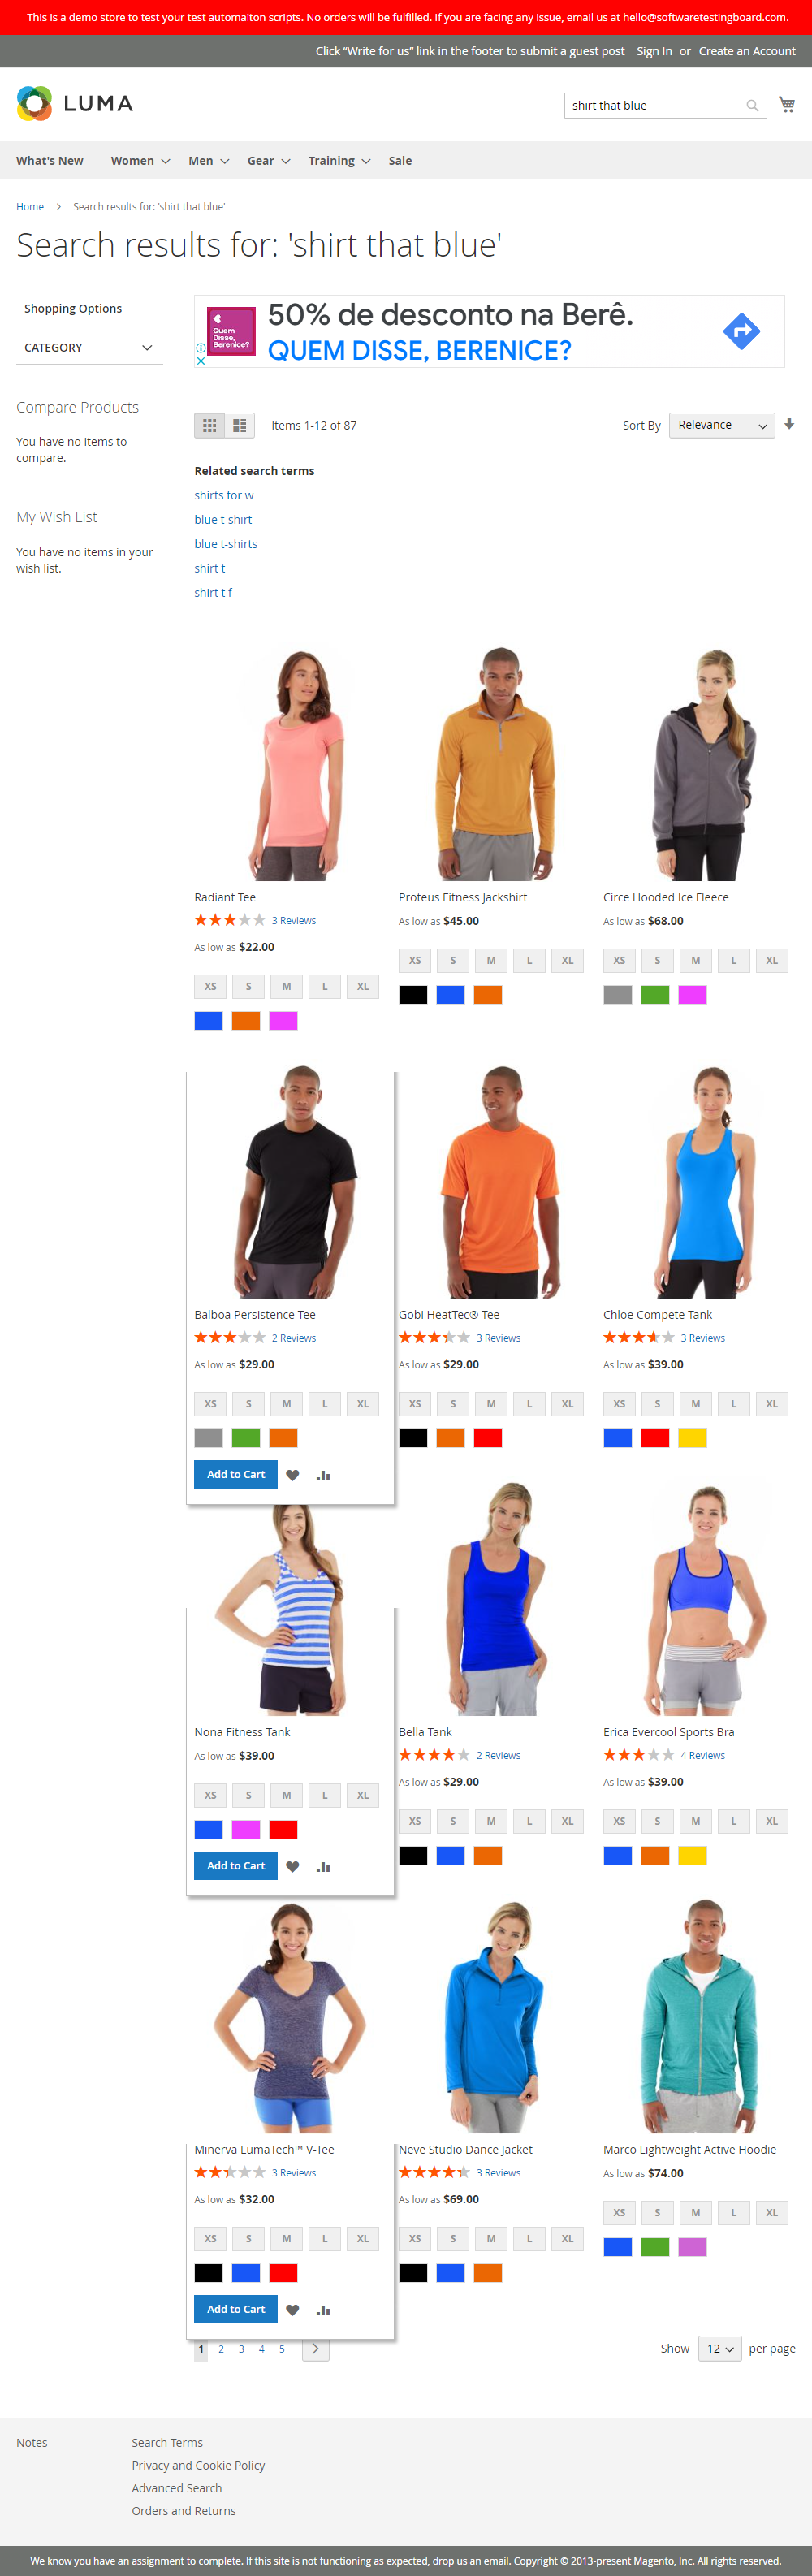 This is a demo store to test your test automaiton scripts. No orders will be fulfilled. If you are facing any issue, email us at hello@softwaretestingboard.com.
Click “Write for us” link in the footer to submit a guest post Sign In or Create an Account
LUMA
shirt that blue
What's New Women Men Gear Training Sale
Home > Search results for: 'shirt that blue'
Search results for: 'shirt that blue'
Shopping Options
CATEGORY
Compare Products
You have no items to
compare.
My Wish List
You have no items in your
wish list.
Quem
Disse,
Berenice?
50% de desconto na Berê.
QUEM DISSE, BERENICE?
Items 1-12 of 87
Sort By Relevance
Related search terms
shirts for w
blue t-shirt
blue t-shirts
shirt t
shirt t f
Radiant Tee
3 Reviews
As low as $22.00
XS S M L XL
Proteus Fitness Jackshirt
As low as $45.00
XS S M L XL
Circe Hooded Ice Fleece
As low as $68.00
XS S M L XL
Balboa Persistence Tee
2 Reviews
As low as $29.00
XS S M L XL
Add to Cart
Gobi HeatTec® Tee
3 Reviews
As low as $29.00
XS S M L XL
Chloe Compete Tank
3 Reviews
As low as $39.00
XS S M L XL
Nona Fitness Tank
As low as $39.00
XS S M L XL
Add to Cart
Bella Tank
2 Reviews
As low as $29.00
XS S M L XL
Erica Evercool Sports Bra
4 Reviews
As low as $39.00
XS S M L XL
Minerva LumaTech™ V-Tee
3 Reviews
As low as $32.00
XS S M L XL
Add to Cart
Neve Studio Dance Jacket
3 Reviews
As low as $69.00
XS S M L XL
Marco Lightweight Active Hoodie
As low as $74.00
XS S M L XL
1 2 3 4 5
Show 12 per page
Notes
Search Terms
Privacy and Cookie Policy
Advanced Search
Orders and Returns
We know you have an assignment to complete. If this site is not functioning as expected, drop us an email. Copyright © 2013-present Magento, Inc. All rights reserved.